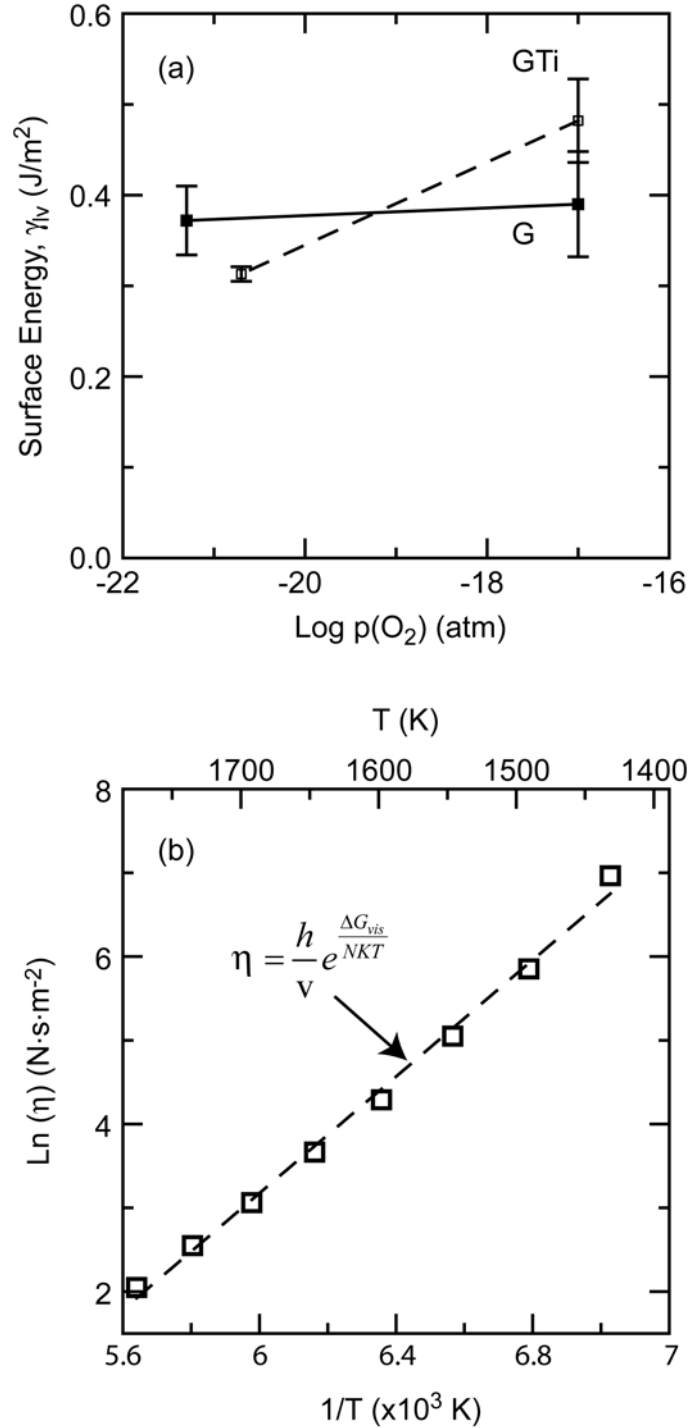 0.6
(a)
GTi
0.4
G
0.2
0.0
-22
-20
-18
-16
Surface Energy, γlv (J/m²)
Log p(O₂) (atm)
T (K)
1700
1600
1500
1400
8
(b)
η = h/v e^ΔGvis/NKT
6
4
2
5.6
6
6.4
6.8
7
Ln (η) (N·s·m⁻²)
1/T (x10³ K)